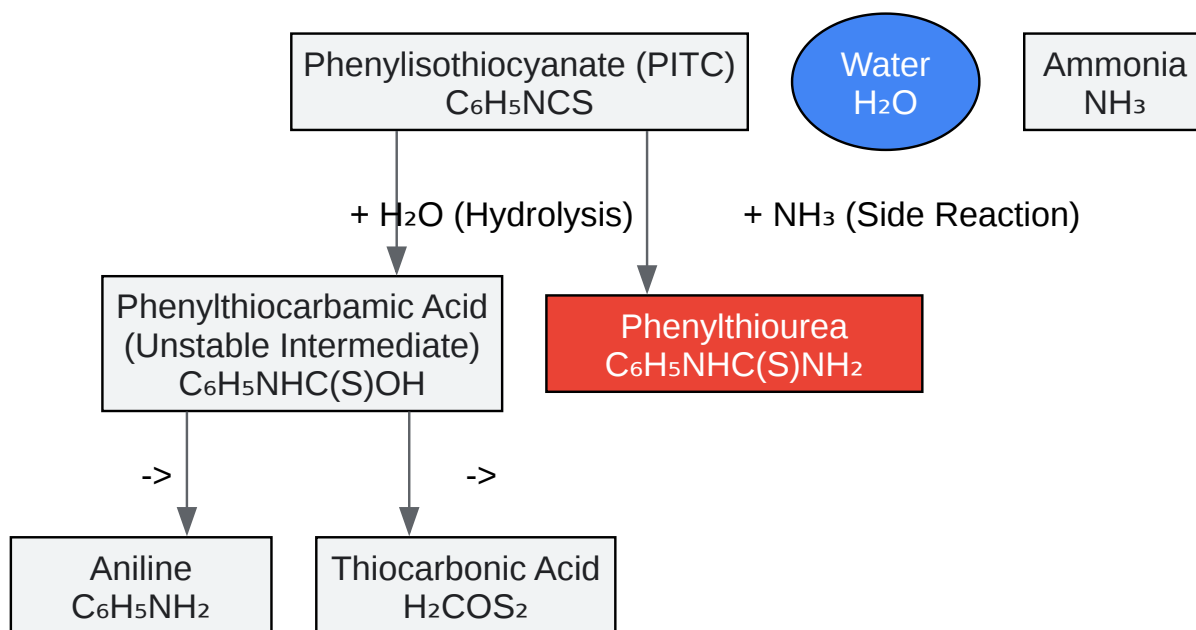 Phenylisothiocyanate (PITC)
C₆H₅NCS
Water
H₂O
Ammonia
NH₃
+ H₂O (Hydrolysis)
+ NH₃ (Side Reaction)
Phenylthiocarbamic Acid
(Unstable Intermediate)
C₆H₅NHC(S)OH
Phenylthiourea
C₆H₅NHC(S)NH₂
->
->
Aniline
C₆H₅NH₂
Thiocarbonic Acid
H₂COS₂